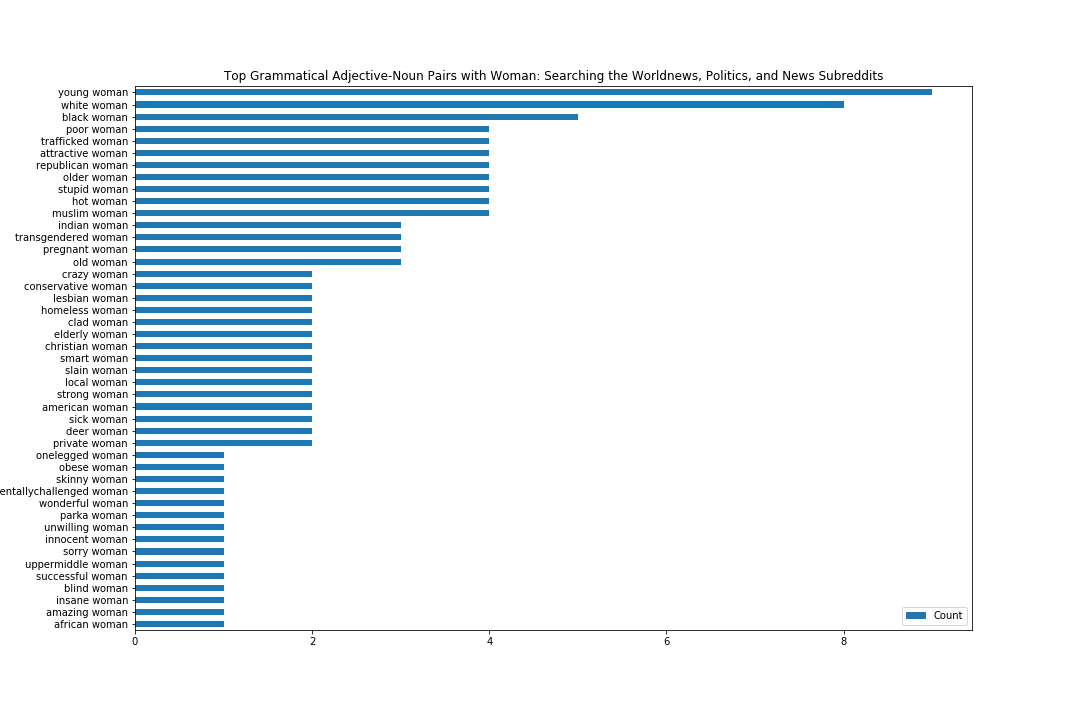 Top Grammatical Adjective-Noun Pairs with Woman: Searching the Worldnews, Politics, and News Subreddits
young woman
white woman
black woman
poor woman
trafficked woman
attractive woman
republican woman
older woman
stupid woman
hot woman
muslim woman
indian woman
transgendered woman
pregnant woman
old woman
crazy woman
conservative woman
lesbian woman
homeless woman
clad woman
elderly woman
christian woman
smart woman
slain woman
local woman
strong woman
american woman
sick woman
deer woman
private woman
onelegged woman
obese woman
skinny woman
entallychallenged woman
wonderful woman
parka woman
unwilling woman
innocent woman
sorry woman
uppermiddle woman
successful woman
blind woman
insane woman
amazing woman
african woman
Count
0 2 4 6 8